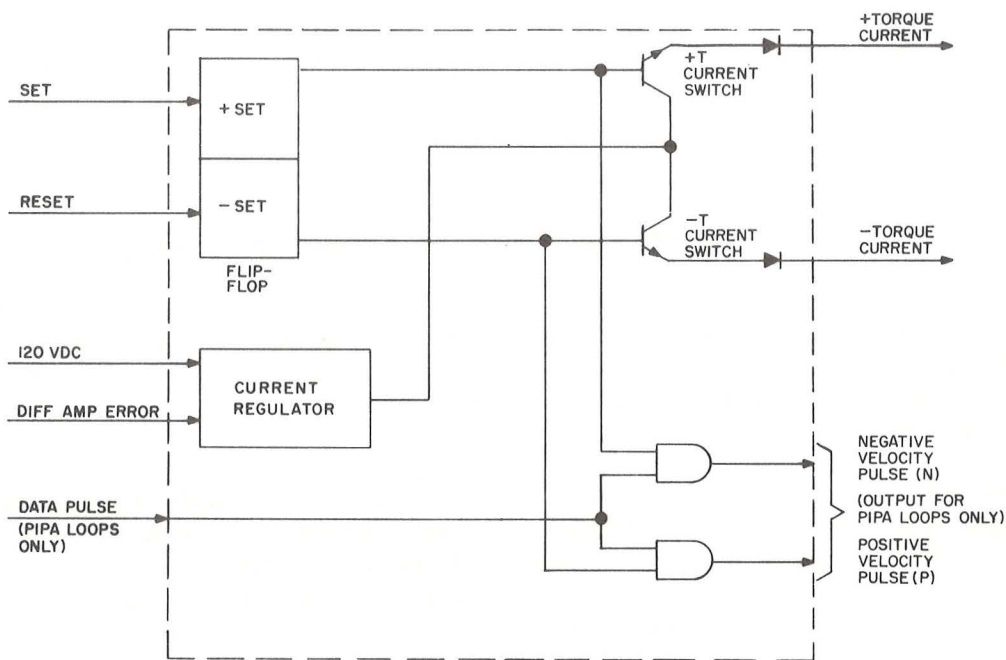 +TORQUE
CURRENT
+T
CURRENT
SWITCH
SET
+ SET
RESET
- SET
-T
CURRENT
SWITCH
-TORQUE
CURRENT
FLIP-
FLOP
120 VDC
CURRENT
REGULATOR
DIFF AMP ERROR
NEGATIVE
VELOCITY
PULSE (N)
DATA PULSE
(PIPA LOOPS
ONLY)
(OUTPUT FOR
PIPA LOOPS ONLY)
POSITIVE
VELOCITY
PULSE (P)